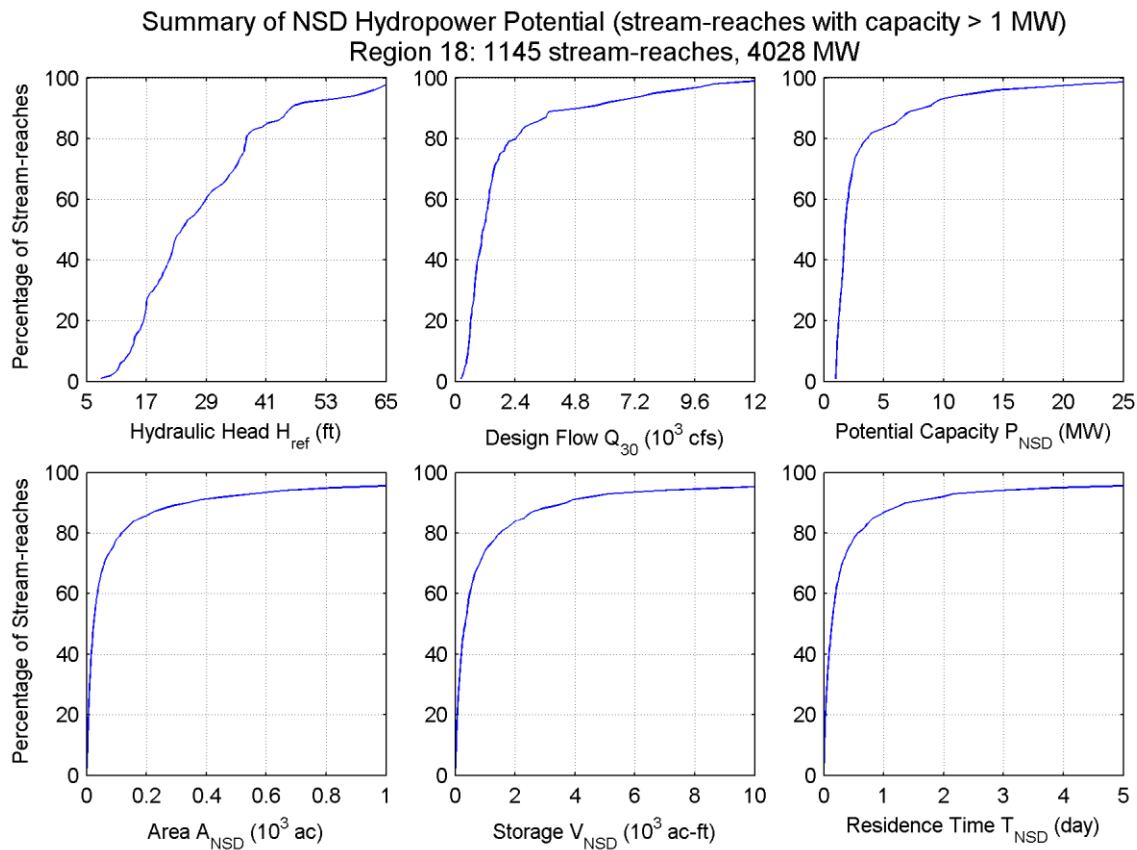 Summary of NSD Hydropower Potential (stream-reaches with capacity > 1 MW)
Region 18: 1145 stream-reaches, 4028 MW
Percentage of Stream-reaches
100
80
60
40
20
0
5 17 29 41 53 65
Hydraulic Head H_ref (ft)
100
80
60
40
20
0
0 2.4 4.8 7.2 9.6 12
Design Flow Q_30 (10^3 cfs)
100
80
60
40
20
0
0 5 10 15 20 25
Potential Capacity P_NSD (MW)
Percentage of Stream-reaches
100
80
60
40
20
0
0 0.2 0.4 0.6 0.8 1
Area A_NSD (10^3 ac)
100
80
60
40
20
0
0 2 4 6 8 10
Storage V_NSD (10^3 ac-ft)
100
80
60
40
20
0
0 1 2 3 4 5
Residence Time T_NSD (day)